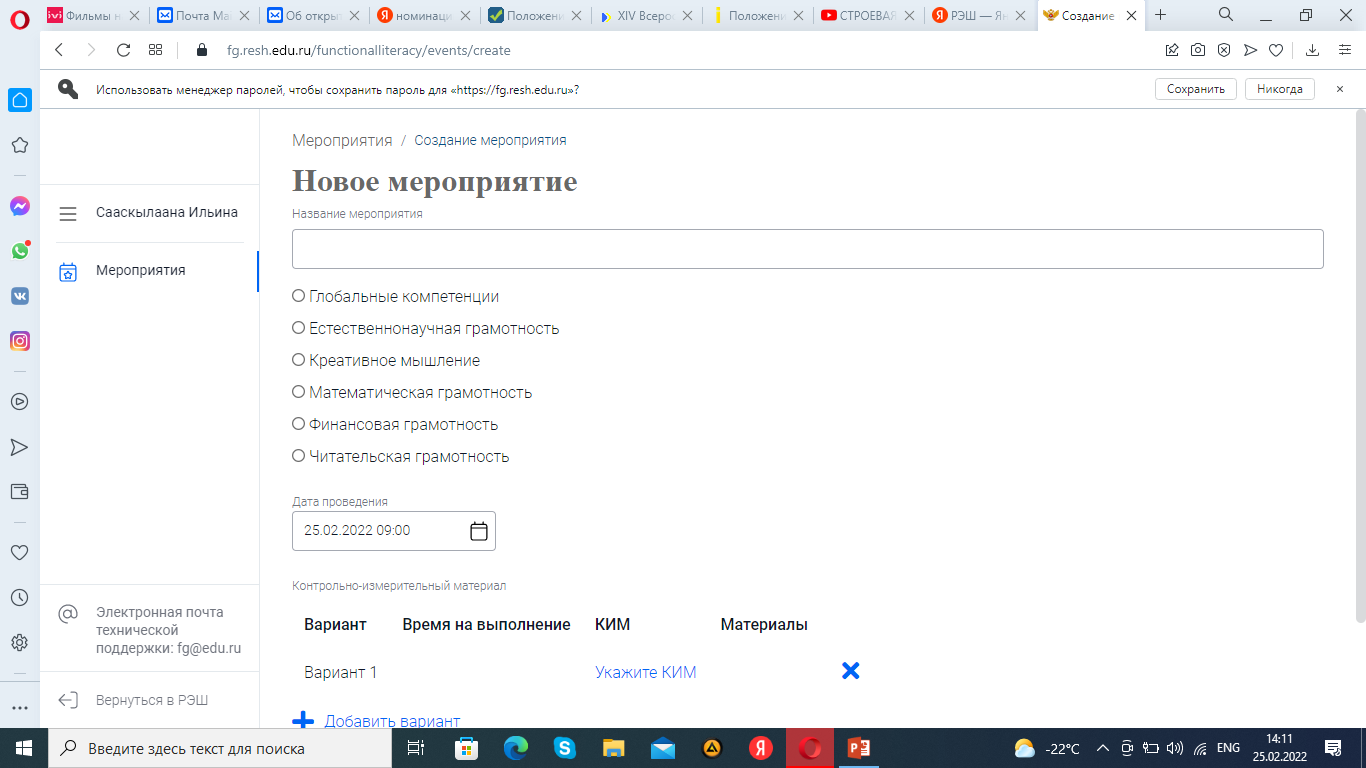 Фильмы н
Почта Ма
Об откры
номинаци
Положени
XIV Всерос
Положени
СТРОЕВАЯ
РЭШ — Ян
Создание
fg.resh.edu.ru/functionalliteracy/events/create
Использовать менеджер паролей, чтобы сохранить пароль для «https://fg.resh.edu.ru»?
Сохранить
Никогда
Мероприятия / Создание мероприятия
Новое мероприятие
Сааскылаана Ильина
Название мероприятия
Мероприятия
Глобальные компетенции
Естественнонаучная грамотность
Креативное мышление
Математическая грамотность
Финансовая грамотность
Читательская грамотность
Дата проведения
25.02.2022 09:00
Контрольно-измерительный материал
Вариант Время на выполнение КИМ Материалы
Вариант 1 Укажите КИМ
Добавить вариант
Электронная почта
технической
поддержки: fg@edu.ru
Вернуться в РЭШ
Введите здесь текст для поиска
-22°C
ENG
14:11
25.02.2022